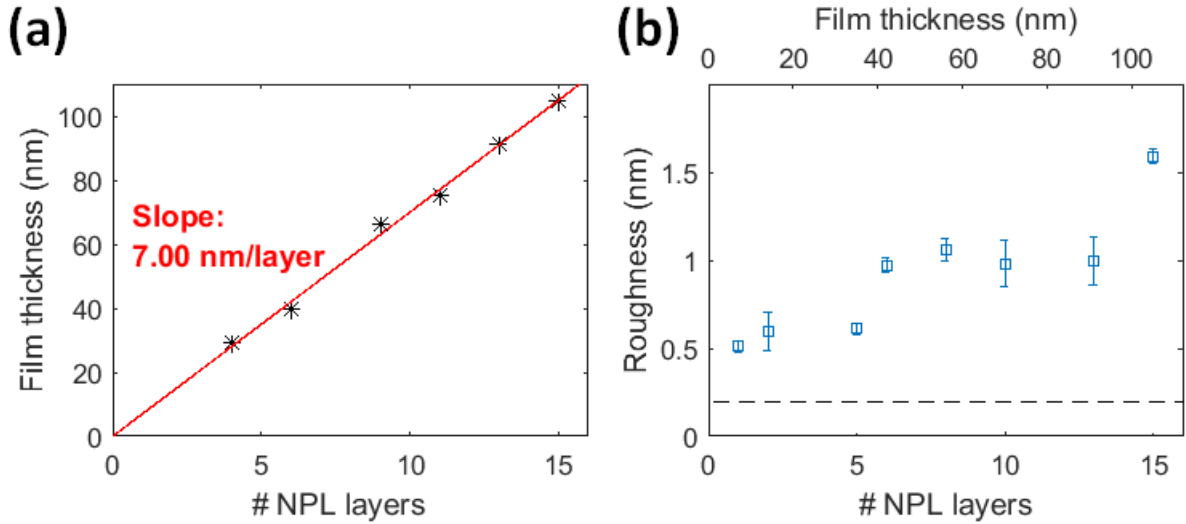 (a)
Film thickness (nm)
100
80
60
40
20
0
Slope:
7.00 nm/layer
0 5 10 15
# NPL layers
(b)
Film thickness (nm)
0 20 40 60 80 100
Roughness (nm)
1.5
1
0.5
0
0 5 10 15
# NPL layers